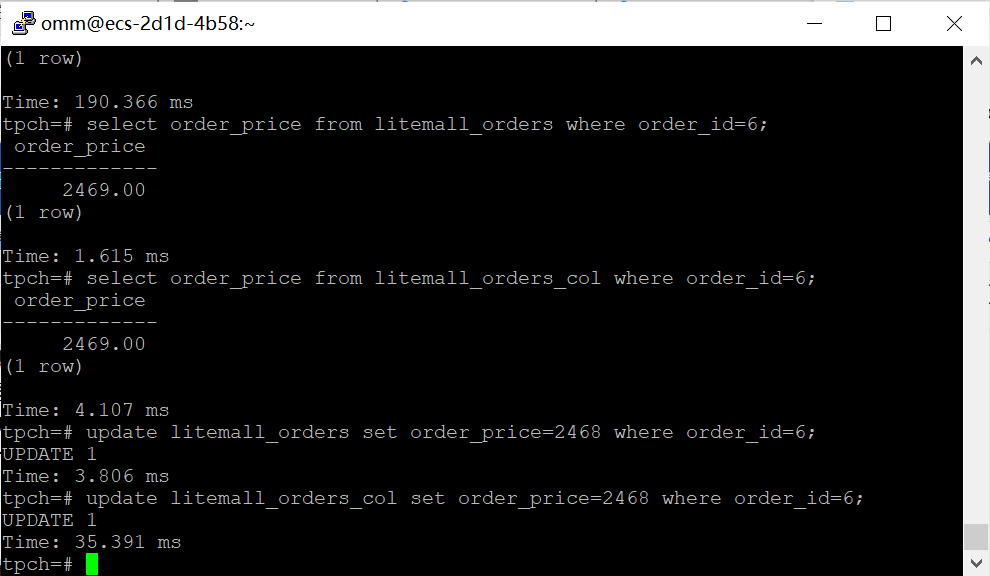 omm@ecs-2d1d-4b58:~
(1 row)
Time: 190.366 ms
tpch=# select order_price from litemall_orders where order_id=6;
order_price
-------------
2469.00
(1 row)
Time: 1.615 ms
tpch=# select order_price from litemall_orders_col where order_id=6;
order_price
-------------
2469.00
(1 row)
Time: 4.107 ms
tpch=# update litemall_orders set order_price=2468 where order_id=6;
UPDATE 1
Time: 3.806 ms
tpch=# update litemall_orders_col set order_price=2468 where order_id=6;
UPDATE 1
Time: 35.391 ms
tpch=#